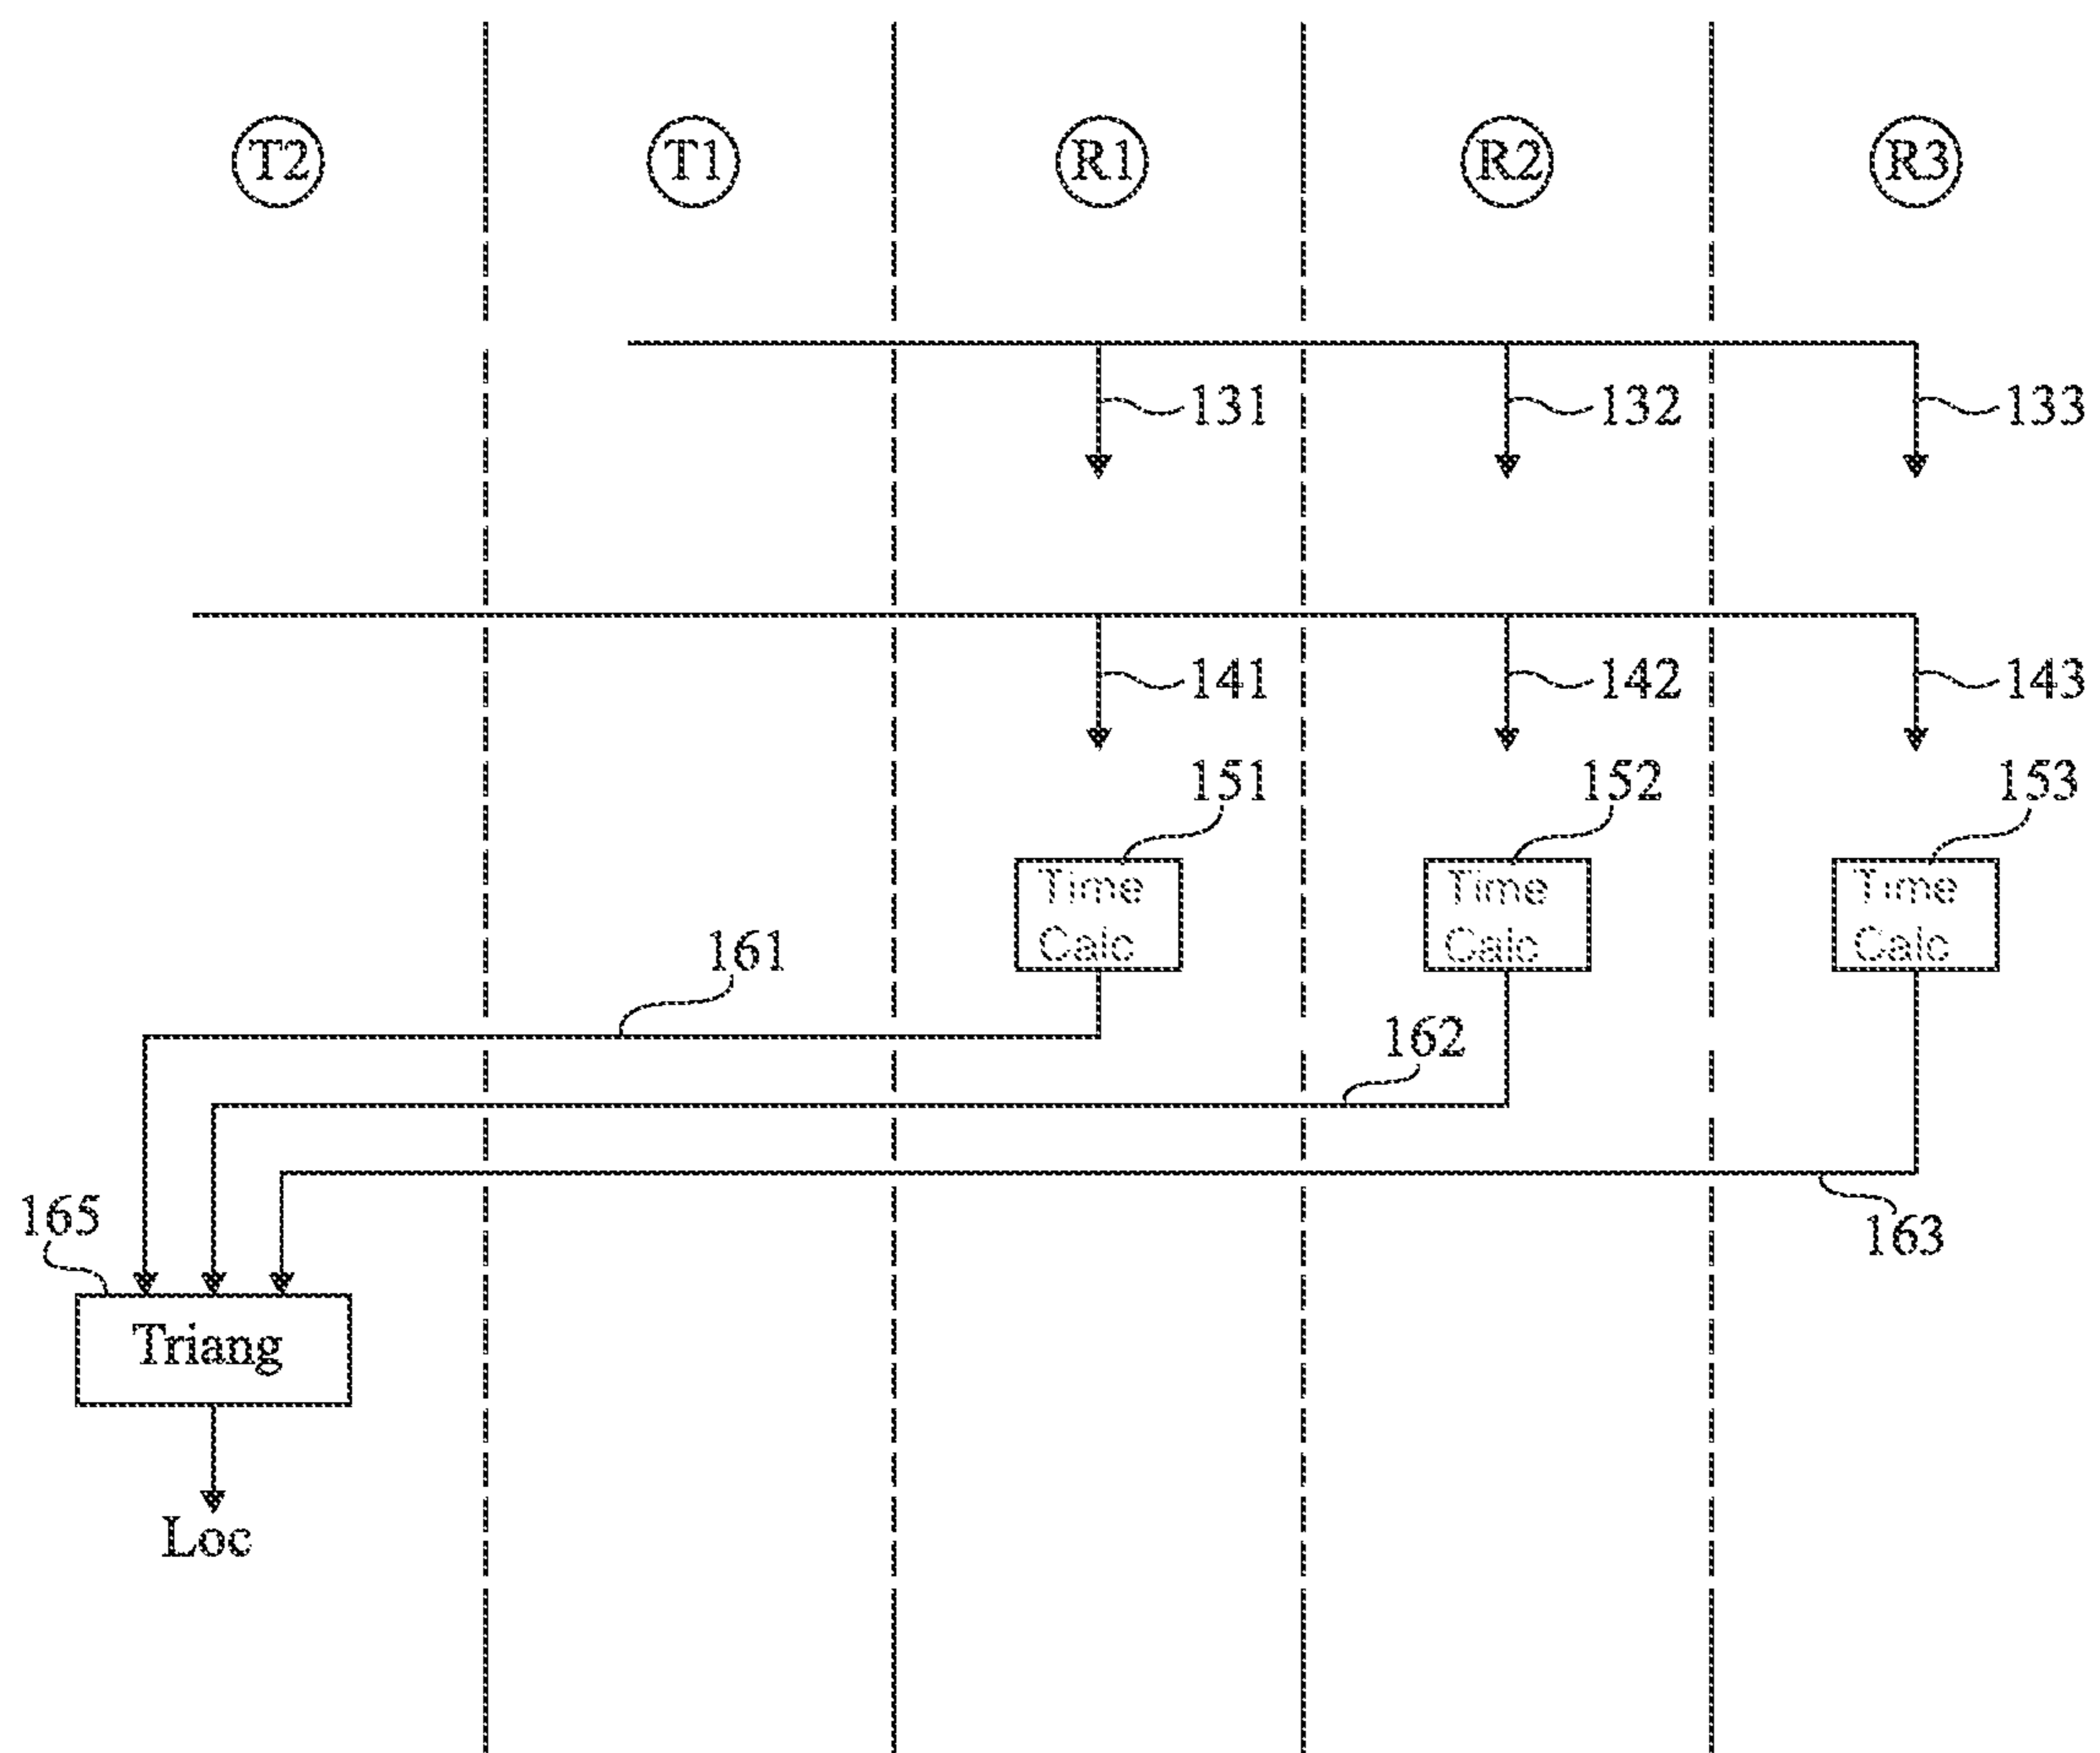 T2 T1 R1 R2 R3
131 132 133
141 142 143
151 152 153
Time
Calc
Time
Calc
Time
Calc
161
162
163
165
Triang
Loc